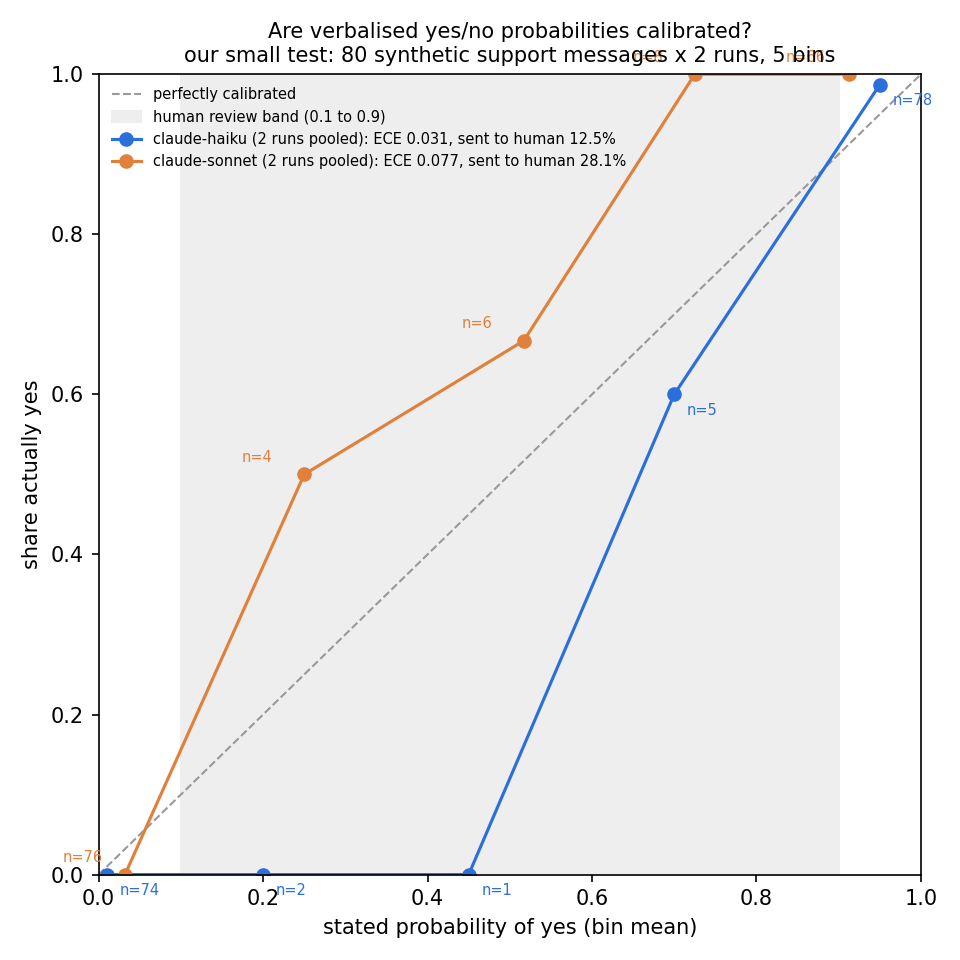 Are verbalised yes/no probabilities calibrated?
our small test: 80 synthetic support messages x 2 runs, 5 bins
perfectly calibrated
human review band (0.1 to 0.9)
claude-haiku (2 runs pooled): ECE 0.031, sent to human 12.5%
claude-sonnet (2 runs pooled): ECE 0.077, sent to human 28.1%
n=78
n=6
n=5
n=4
n=76
n=74
n=2
n=1
1.0
0.8
0.6
0.4
0.2
0.0
share actually yes
0.0
0.2
0.4
0.6
0.8
1.0
stated probability of yes (bin mean)